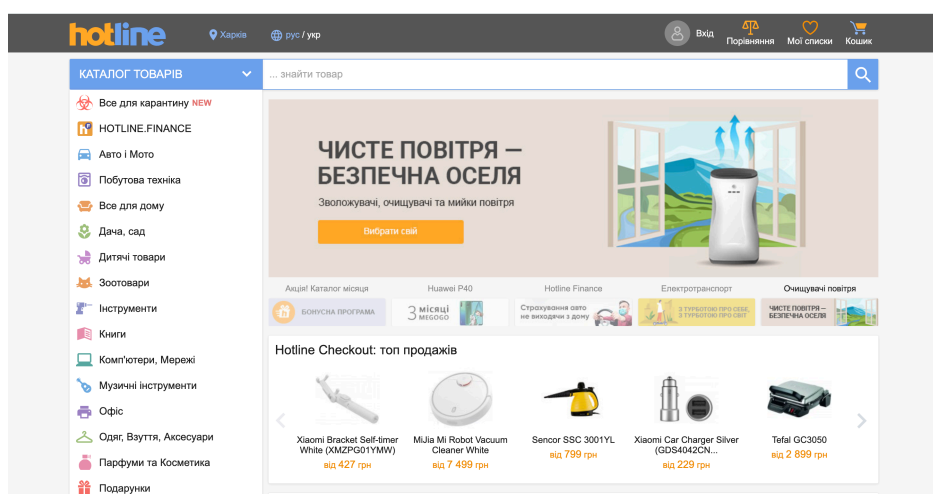 hotline
Харків
рус / укр
Вхід
Порівняння
Мої списки
Кошик
КАТАЛОГ ТОВАРІВ
... знайти товар
Все для карантину NEW
HOTLINE.FINANCE
Авто і Мото
Побутова техніка
Все для дому
Дача, сад
Дитячі товари
Зоотовари
Інструменти
Книги
Комп'ютери, Мережі
Музичні інструменти
Офіс
Одяг, Взуття, Аксесуари
Парфуми та Косметика
Подарунки
ЧИСТЕ ПОВІТРЯ –
БЕЗПЕЧНА ОСЕЛЯ
Зволожувачі, очищувачі та мийки повітря
Вибрати свій
Акція! Каталог місяця
Huawei P40
Hotline Finance
Електротранспорт
Очищувачі повітря
БОНУСНА ПРОГРАМА
3 місяці
MEGOGO
Страхування авто
не виходячи з дому
З ТУРБОТОЮ ПРО СЕБЕ,
З ТУРБОТОЮ ПРО СВІТ
ЧИСТЕ ПОВІТРЯ –
БЕЗПЕЧНА ОСЕЛЯ
Hotline Checkout: топ продажів
Xiaomi Bracket Self-timer
White (XMZPG01YMW)
від 427 грн
MiJia Mi Robot Vacuum
Cleaner White
від 7 499 грн
Sencor SSC 3001YL
від 799 грн
Xiaomi Car Charger Silver
(GDS4042CN...
від 229 грн
Tefal GC3050
від 2 899 грн